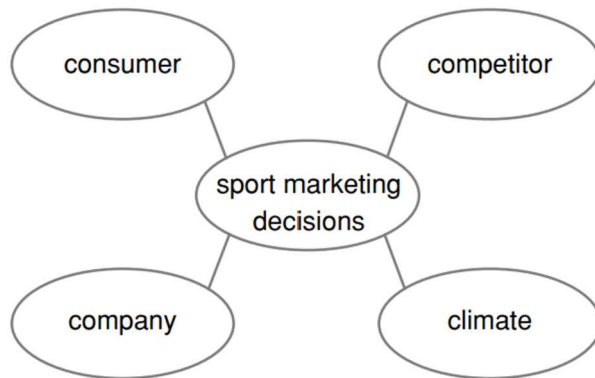 consumer
competitor
sport marketing
decisions
company
climate